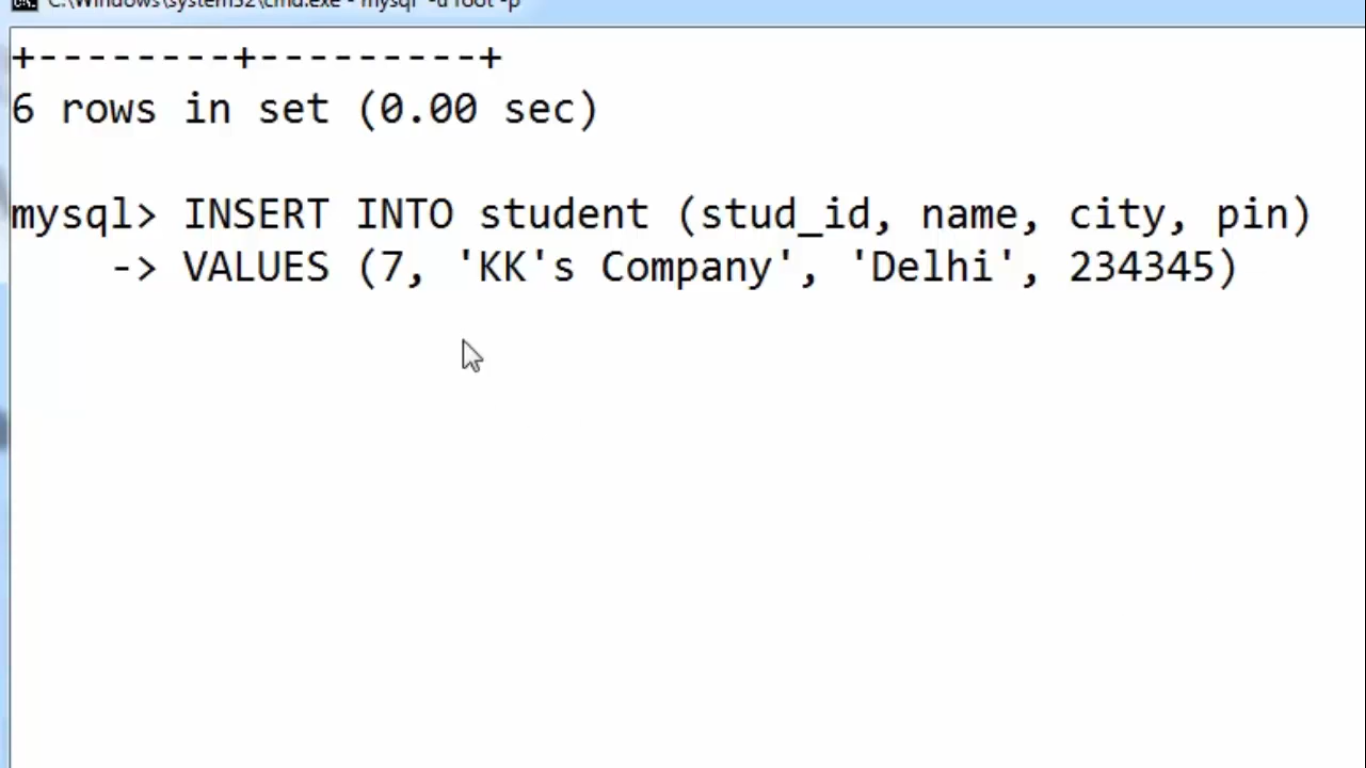 C:\Windows\system32\cmd.exe - mysql -u root -p
+--------+---------+
6 rows in set (0.00 sec)
mysql> INSERT INTO student (stud_id, name, city, pin)
-> VALUES (7, 'KK's Company', 'Delhi', 234345)